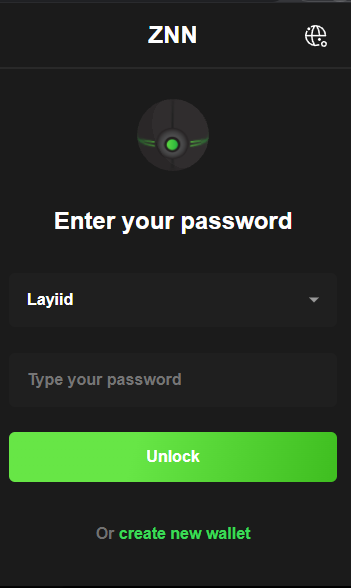 ZNN
Enter your password
Layiid
Type your password
Unlock
Or create new wallet